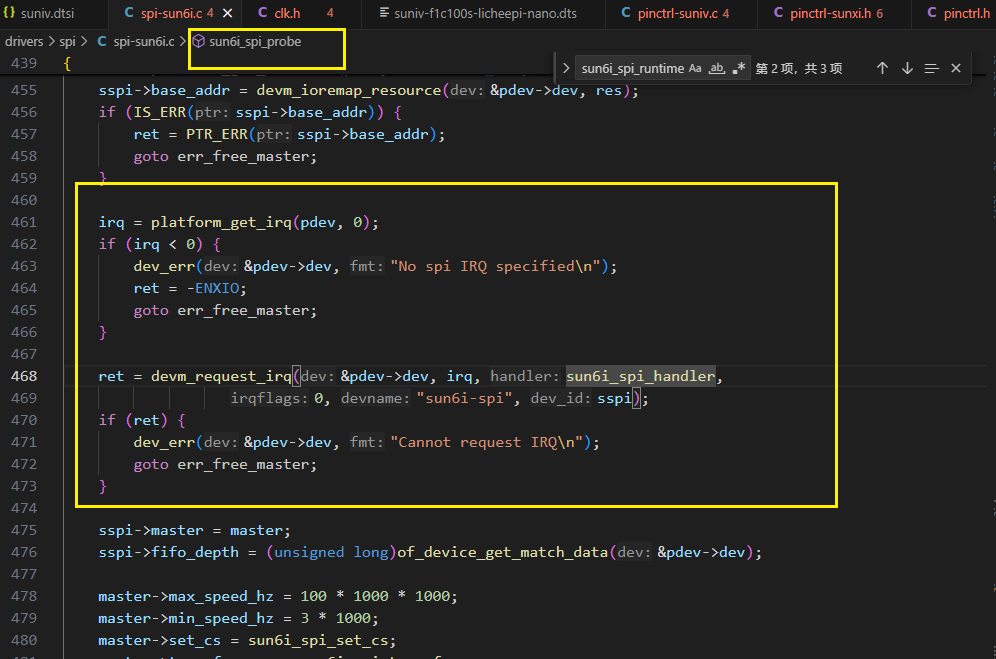 {} suniv.dtsi C spi-sun6i.c 4 × C clk.h 4 suniv-f1c100s-licheepi-nano.dts C pinctrl-suniv.c 4 C pinctrl-sunxi.h 6 C pinctrl.h
drivers > spi > C spi-sun6i.c > sun6i_spi_probe
439 {
> sun6i_spi_runtime Aa ab .* 第 2 项，共 3 项 ↑ ↓ ×
455 sspi->base_addr = devm_ioremap_resource(dev: &pdev->dev, res);
456 if (IS_ERR(ptr: sspi->base_addr)) {
457 ret = PTR_ERR(ptr: sspi->base_addr);
458 goto err_free_master;
459 }
460
461 irq = platform_get_irq(pdev, 0);
462 if (irq < 0) {
463 dev_err(dev: &pdev->dev, fmt: "No spi IRQ specified\n");
464 ret = -ENXIO;
465 goto err_free_master;
466 }
467
468 ret = devm_request_irq(dev: &pdev->dev, irq, handler: sun6i_spi_handler,
469 irqflags: 0, devname: "sun6i-spi", dev_id: sspi);
470 if (ret) {
471 dev_err(dev: &pdev->dev, fmt: "Cannot request IRQ\n");
472 goto err_free_master;
473 }
474
475 sspi->master = master;
476 sspi->fifo_depth = (unsigned long)of_device_get_match_data(dev: &pdev->dev);
477
478 master->max_speed_hz = 100 * 1000 * 1000;
479 master->min_speed_hz = 3 * 1000;
480 master->set_cs = sun6i_spi_set_cs;